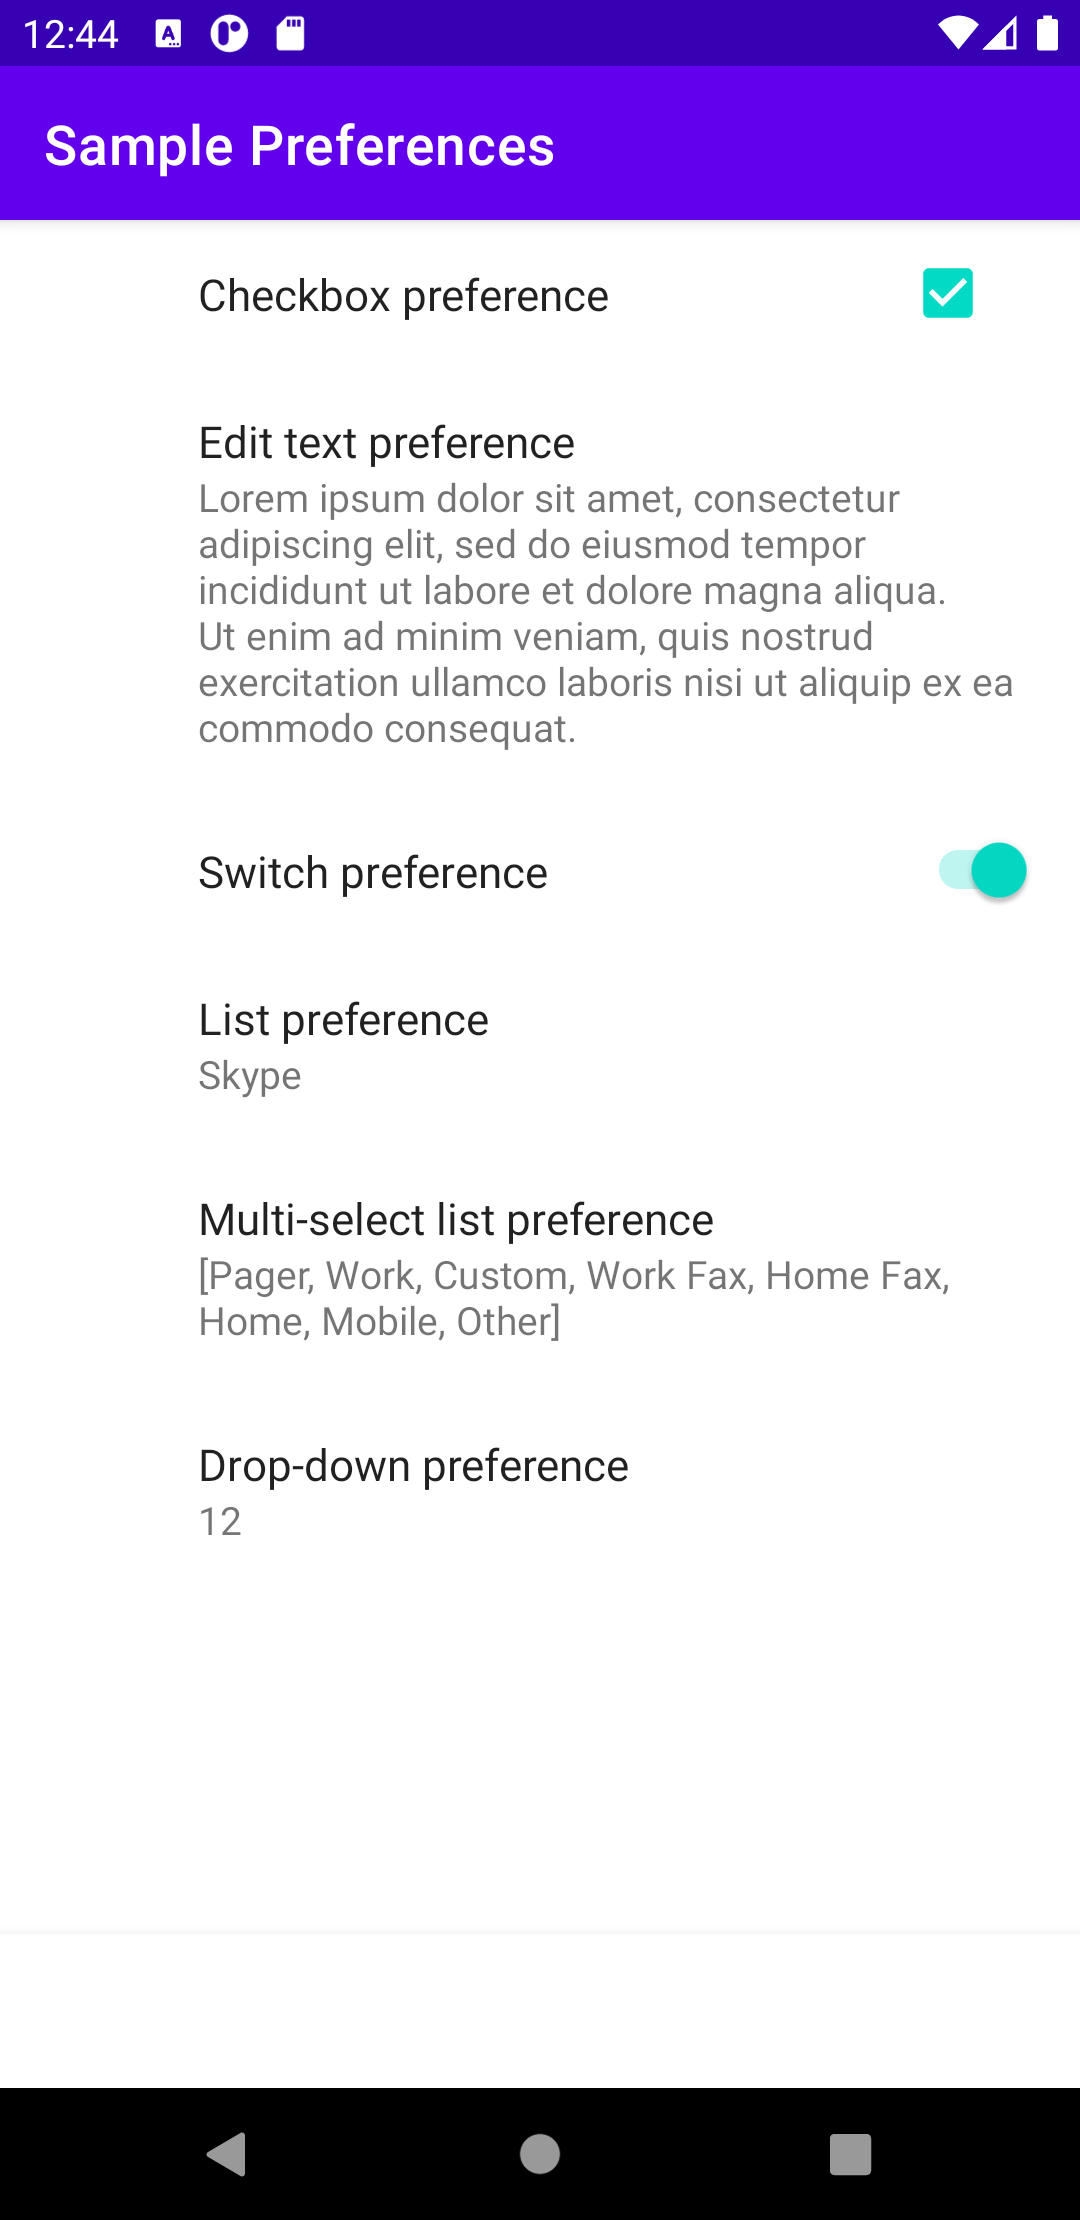 12:44
Sample Preferences
Checkbox preference
Edit text preference
Lorem ipsum dolor sit amet, consectetur
adipiscing elit, sed do eiusmod tempor
incididunt ut labore et dolore magna aliqua.
Ut enim ad minim veniam, quis nostrud
exercitation ullamco laboris nisi ut aliquip ex ea
commodo consequat.
Switch preference
List preference
Skype
Multi-select list preference
[Pager, Work, Custom, Work Fax, Home Fax,
Home, Mobile, Other]
Drop-down preference
12